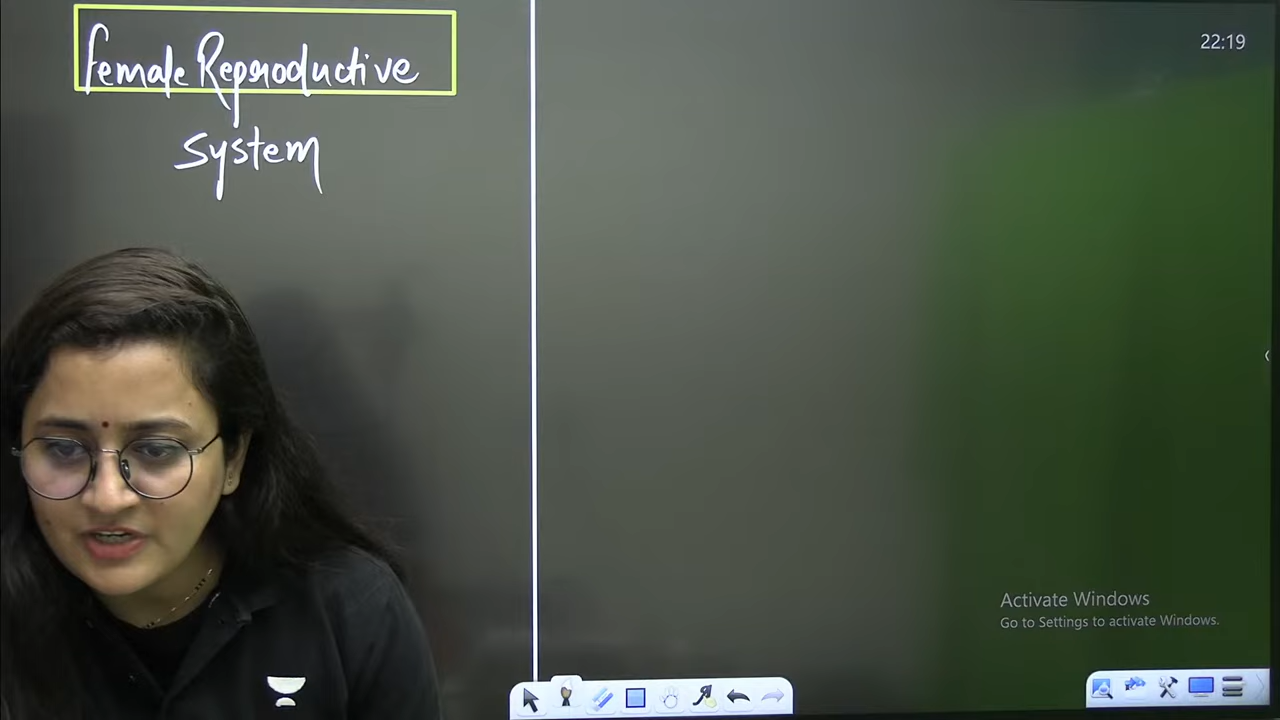 Female Reproductive
System
22:19
Activate Windows
Go to Settings to activate Windows.